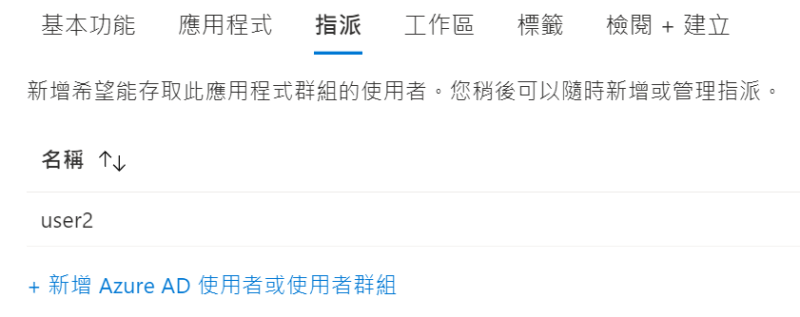 基本功能 應用程式 指派 工作區 標籤 檢閱 + 建立
新增希望能存取此應用程式群組的使用者。您稍後可以隨時新增或管理指派。
名稱 ↑↓
user2
+ 新增 Azure AD 使用者或使用者群組